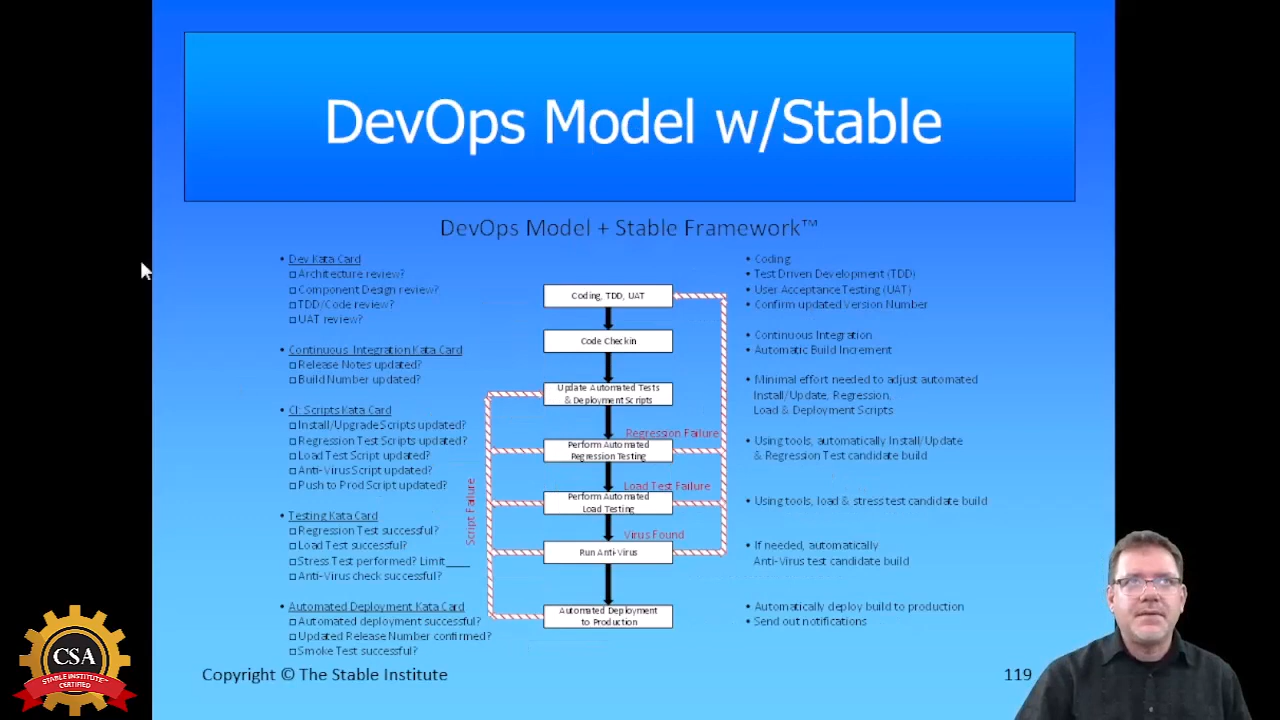 DevOps Model w/Stable
DevOps Model + Stable Framework™
• Dev Kata Card
Architecture review?
Component Design review?
TDD/Code review?
UAT review?
• Continuous Integration Kata Card
Release Notes updated?
Build Number updated?
• CI: Scripts Kata Card
Install/Upgrade Scripts updated?
Regression Test Scripts updated?
Load Test Script updated?
Anti-Virus Script updated?
Push to Prod Script updated?
• Testing Kata Card
Regression Test successful?
Load Test successful?
Stress Test performed? Limit____
Anti-Virus check successful?
• Automated Deployment Kata Card
Automated deployment successful?
Updated Release Number confirmed?
Smoke Test successful?
Script Failure
Coding, TDD, UAT
Code Checkin
Update Automated Tests
& Deployment Scripts
Regression Failure
Perform Automated
Regression Testing
Load Test Failure
Perform Automated
Load Testing
Virus Found
Run Anti-Virus
Automated Deployment
to Production
• Coding
• Test Driven Development (TDD)
• User Acceptance Testing (UAT)
• Confirm updated Version Number
• Continuous Integration
• Automatic Build Increment
• Minimal effort needed to adjust automated
Install/Update, Regression,
Load & Deployment Scripts
• Using tools, automatically Install/Update
& Regression Test candidate build
• Using tools, load & stress test candidate build
• If needed, automatically
Anti-Virus test candidate build
• Automatically deploy build to production
• Send out notifications
Copyright © The Stable Institute
119
CSA
STABLE INSTITUTE™
CERTIFIED